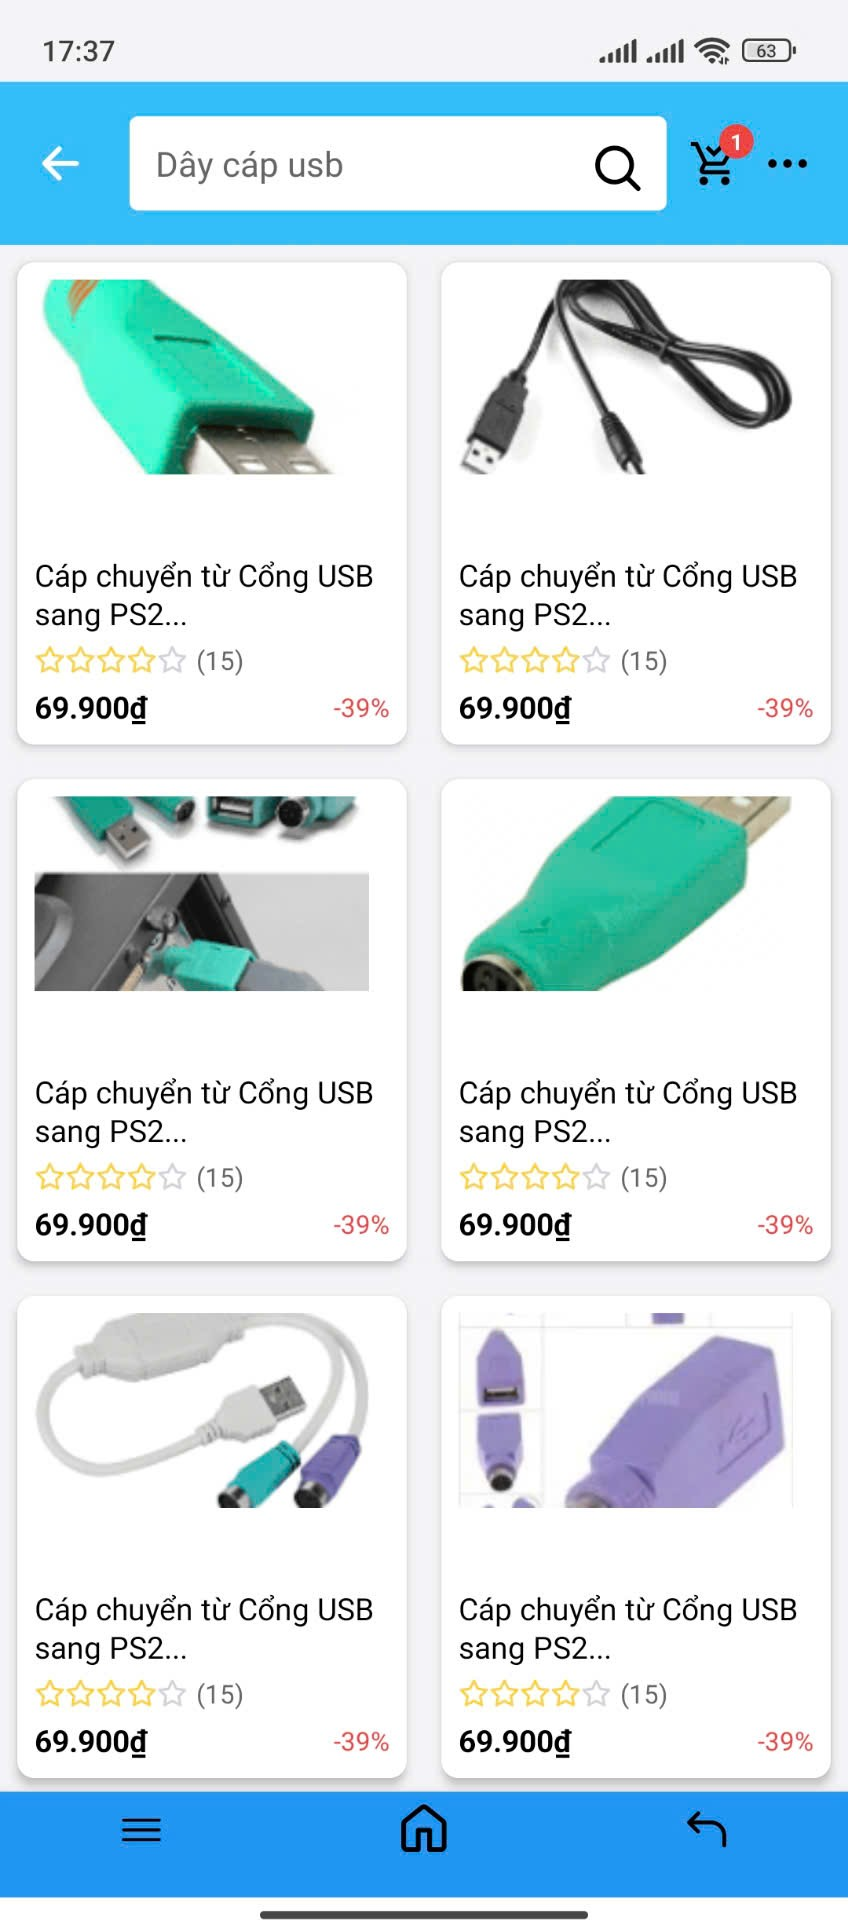 17:37
63
Dây cáp usb
1
Cáp chuyển từ Cổng USB
sang PS2...
(15)
69.900₫
-39%
Cáp chuyển từ Cổng USB
sang PS2...
(15)
69.900₫
-39%
Cáp chuyển từ Cổng USB
sang PS2...
(15)
69.900₫
-39%
Cáp chuyển từ Cổng USB
sang PS2...
(15)
69.900₫
-39%
Cáp chuyển từ Cổng USB
sang PS2...
(15)
69.900₫
-39%
Cáp chuyển từ Cổng USB
sang PS2...
(15)
69.900₫
-39%